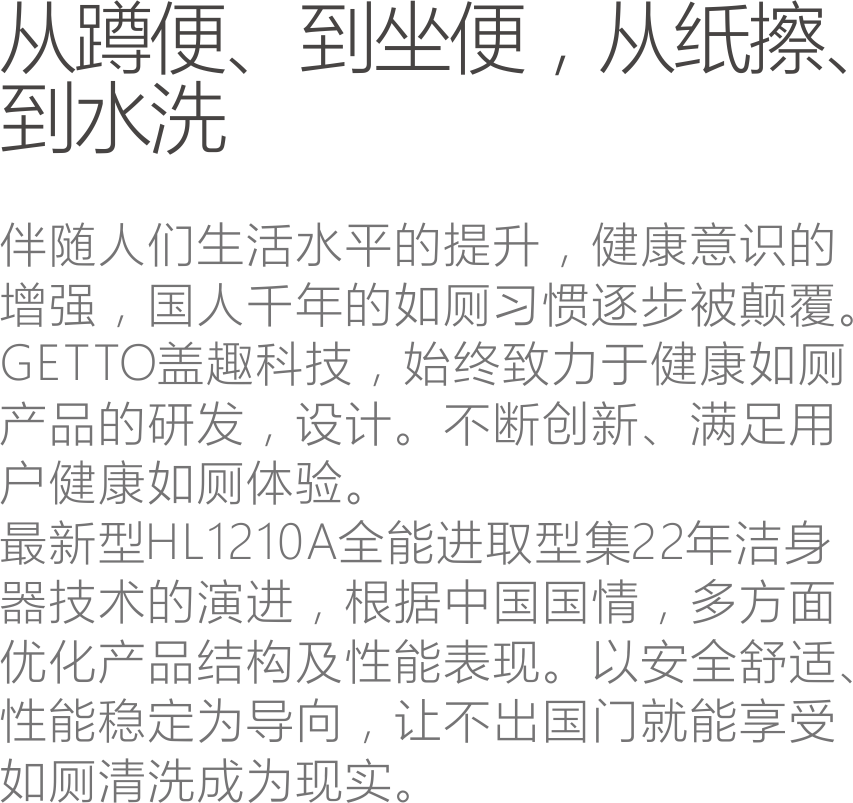 从蹲便、到坐便，从纸擦、
到水洗
伴随人们生活水平的提升，健康意识的
增强，国人千年的如厕习惯逐步被颠覆。
GETTO盖趣科技，始终致力于健康如厕
产品的研发，设计。不断创新、满足用
户健康如厕体验。
最新型HL1210A全能进取型集22年洁身
器技术的演进，根据中国国情，多方面
优化产品结构及性能表现。以安全舒适、
性能稳定为导向，让不出国门就能享受
如厕清洗成为现实。